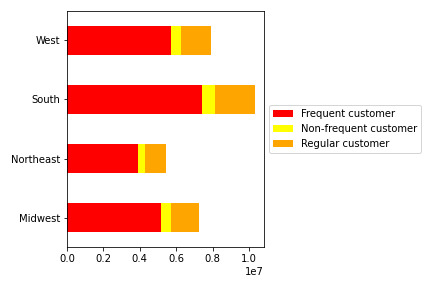 West
South
Northeast
Midwest
0.0 0.2 0.4 0.6 0.8 1.0
1e7
Frequent customer
Non-frequent customer
Regular customer